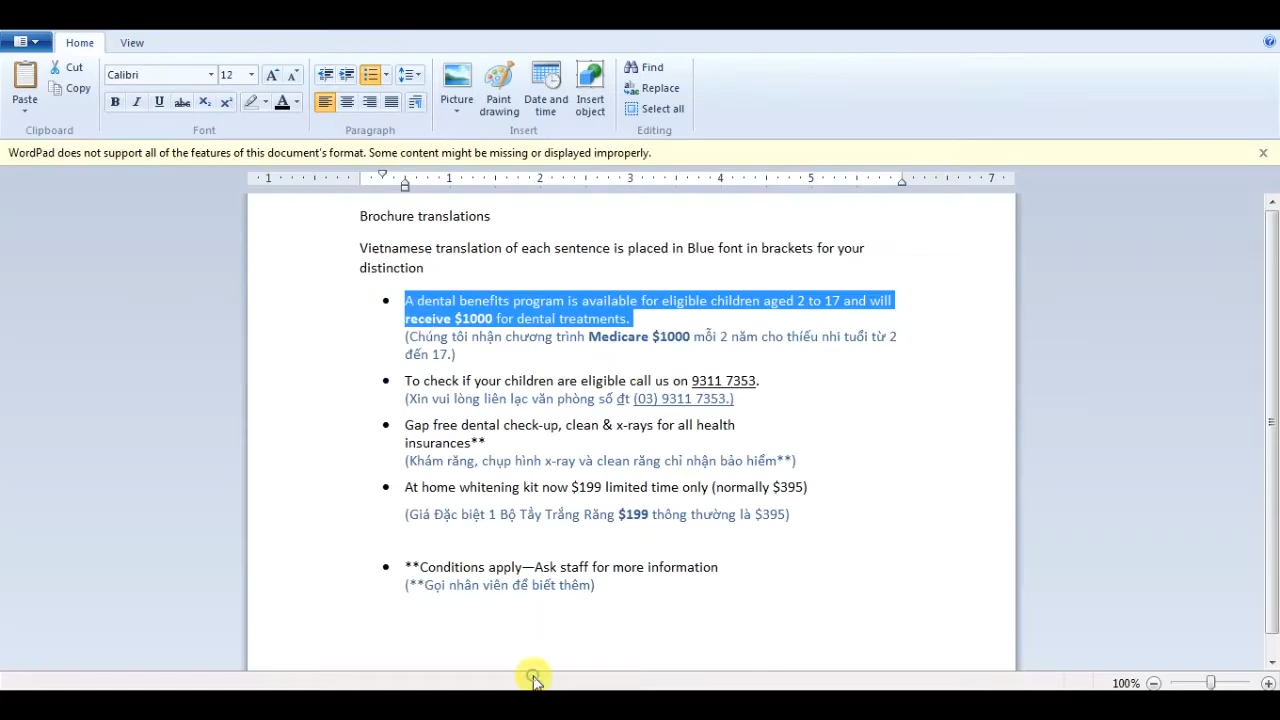 Home
View
Paste
Cut
Copy
Clipboard
Calibri
12
Font
Paragraph
Picture
Paint drawing
Date and time
Insert object
Insert
Find
Replace
Select all
Editing
WordPad does not support all of the features of this document's format. Some content might be missing or displayed improperly.
1 1 2 3 4 5 7
Brochure translations
Vietnamese translation of each sentence is placed in Blue font in brackets for your
distinction
A dental benefits program is available for eligible children aged 2 to 17 and will
receive $1000 for dental treatments.
(Chúng tôi nhận chương trình Medicare $1000 mỗi 2 năm cho thiếu nhi tuổi từ 2
đến 17.)
To check if your children are eligible call us on 9311 7353.
(Xin vui lòng liên lạc văn phòng số đt (03) 9311 7353.)
Gap free dental check-up, clean & x-rays for all health
insurances**
(Khám răng, chụp hình x-ray và clean răng chỉ nhận bảo hiểm**)
At home whitening kit now $199 limited time only (normally $395)
(Giá Đặc biệt 1 Bộ Tẩy Trắng Răng $199 thông thường là $395)
**Conditions apply—Ask staff for more information
(**Gọi nhân viên để biết thêm)
100%